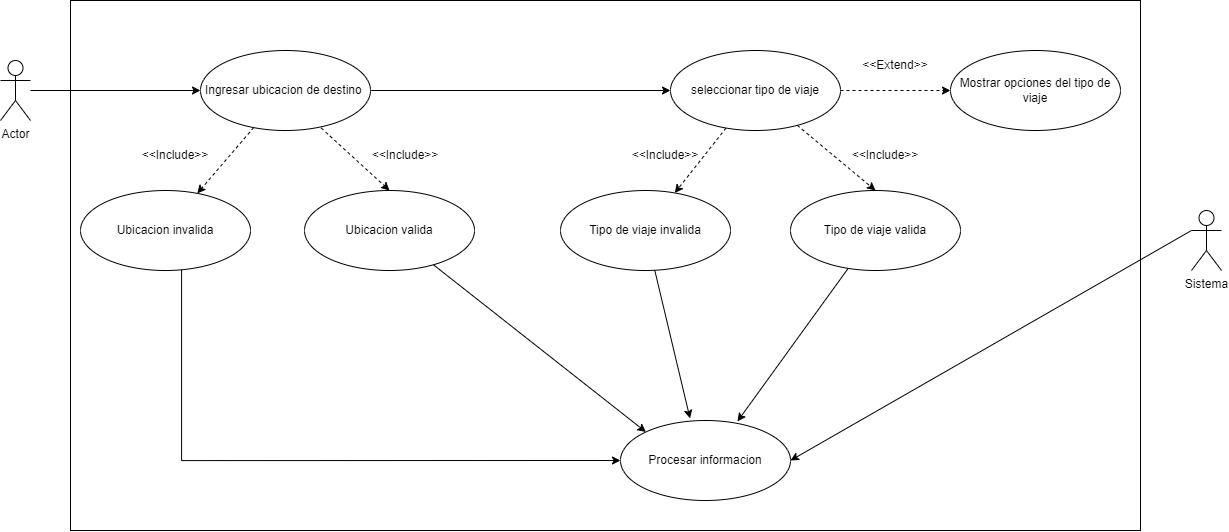 <<Extend>>
Ingresar ubicacion de destino
seleccionar tipo de viaje
Mostrar opciones del tipo de
viaje
Actor
<<Include>>
<<Include>>
<<Include>>
<<Include>>
Ubicacion invalida
Ubicacion valida
Tipo de viaje invalida
Tipo de viaje valida
Sistema
Procesar informacion